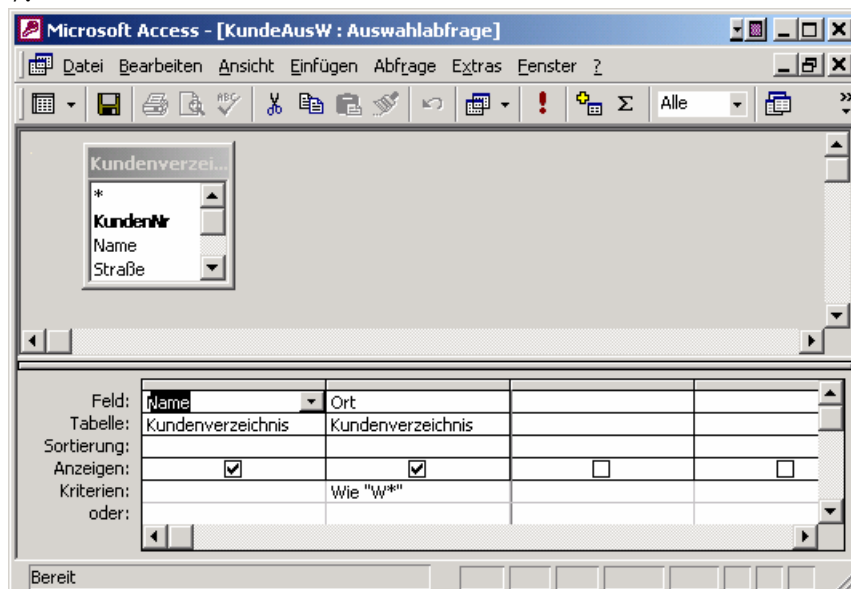 Microsoft Access - [KundeAusW : Auswahlabfrage]
Datei Bearbeiten Ansicht Einfügen Abfrage Extras Fenster ?
ABC Σ Alle
Kundenverzei...
*
KundenNr
Name
Straße
Feld: Name Ort
Tabelle: Kundenverzeichnis Kundenverzeichnis
Sortierung:
Anzeigen:
Kriterien: Wie "W*"
oder:
Bereit